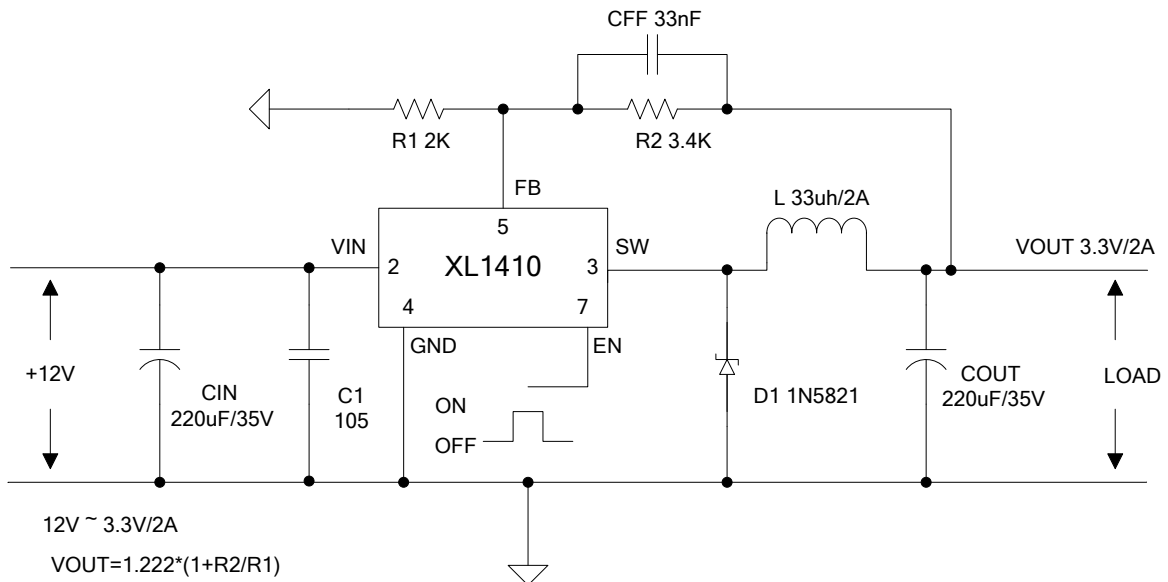 CFF 33nF
R1 2K
R2 3.4K
FB
L 33uh/2A
5
VIN
SW
VOUT 3.3V/2A
2
XL1410
3
4
7
GND
EN
+12V
CIN
220uF/35V
C1
105
ON
OFF
D1 1N5821
COUT
220uF/35V
LOAD
12V ~ 3.3V/2A
VOUT=1.222*(1+R2/R1)